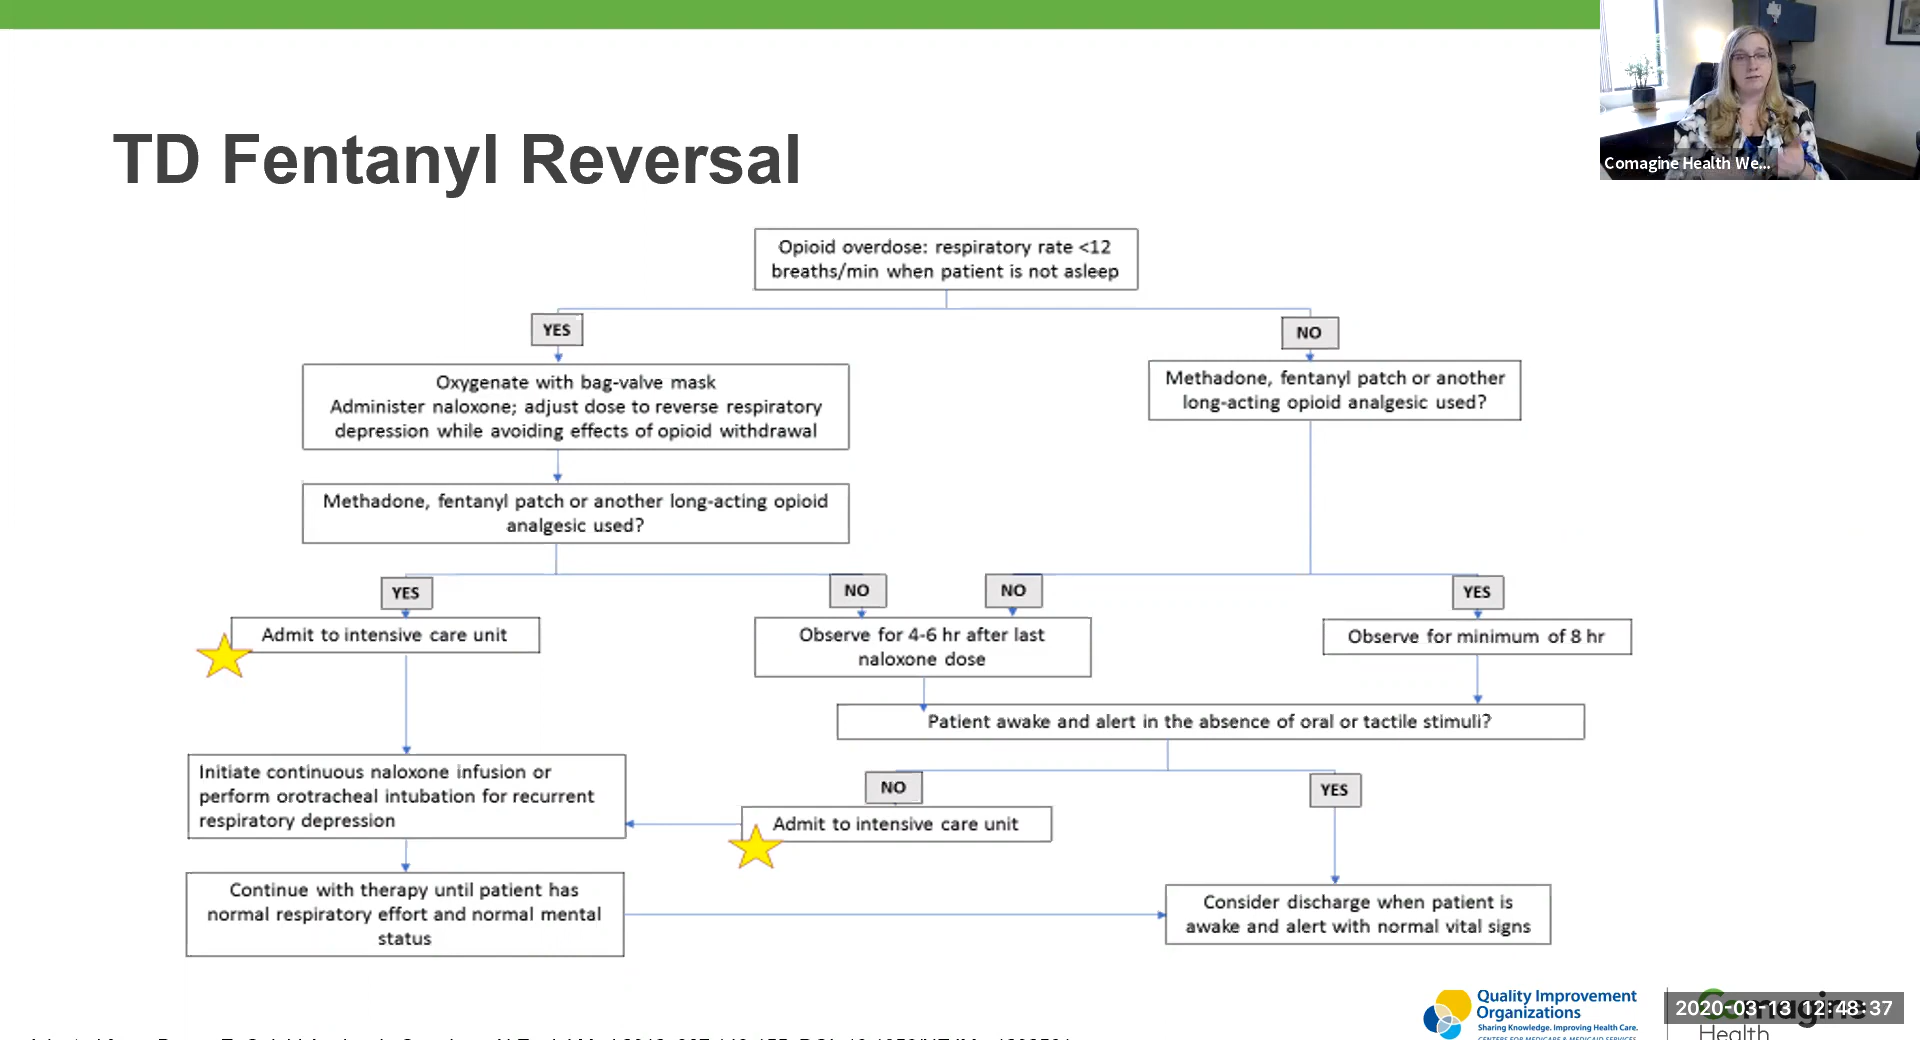 Comagine Health We...
TD Fentanyl Reversal
Opioid overdose: respiratory rate <12
breaths/min when patient is not asleep
YES
NO
Oxygenate with bag-valve mask
Administer naloxone; adjust dose to reverse respiratory
depression while avoiding effects of opioid withdrawal
Methadone, fentanyl patch or another
long-acting opioid analgesic used?
Methadone, fentanyl patch or another long-acting opioid
analgesic used?
YES
NO
NO
YES
Admit to intensive care unit
Observe for 4-6 hr after last
naloxone dose
Observe for minimum of 8 hr
Patient awake and alert in the absence of oral or tactile stimuli?
Initiate continuous naloxone infusion or
perform orotracheal intubation for recurrent
respiratory depression
NO
YES
Admit to intensive care unit
Continue with therapy until patient has
normal respiratory effort and normal mental
status
Consider discharge when patient is
awake and alert with normal vital signs
Quality Improvement
Organizations
Sharing Knowledge. Improving Health Care.
CENTERS FOR MEDICARE & MEDICAID SERVICES
Comagine
Health
2020-03-13 12:48:37